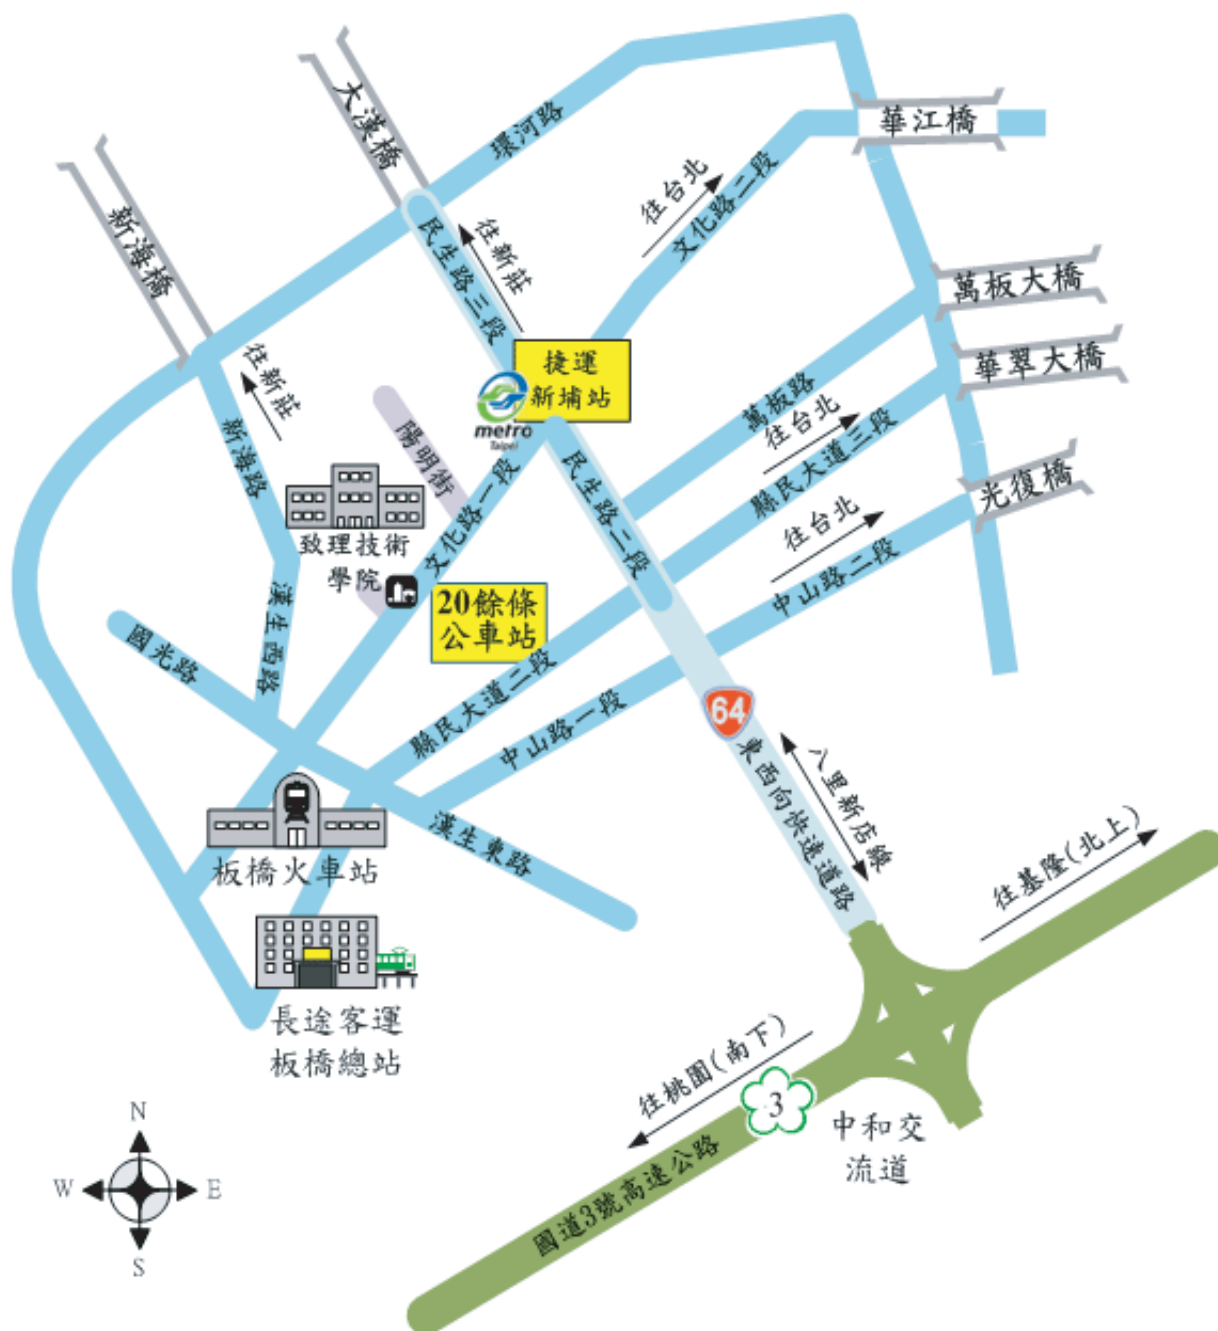 大漢橋
環河路
華江橋
新海橋
民生路三段
往新莊
往台北
文化路二段
萬板大橋
華翠大橋
往新莊
捷運
新埔站
metro
Taipei
萬板路
往台北
縣民大道三段
新海路
陽明街
文化路一段
民生路二段
光復橋
往台北
中山路二段
致理技術
學院
20餘條
公車站
漢生西路
國光路
縣民大道二段
中山路一段
64
東西向快速道路
八里新店線
漢生東路
板橋火車站
往基隆(北上)
長途客運
板橋總站
往桃園(南下)
3
中和交
流道
國道3號高速公路
N
W
E
S